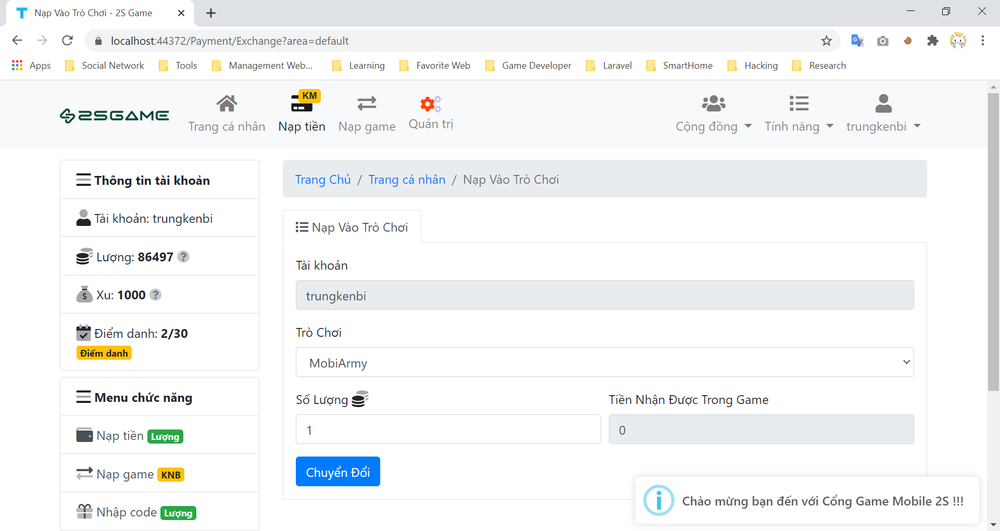 Nạp Vào Trò Chơi - 2S Game
localhost:44372/Payment/Exchange?area=default
Apps Social Network Tools Management Web... Learning Favorite Web Game Developer Laravel SmartHome Hacking Research
2SGAME
Trang cá nhân
KM
Nạp tiền
Nạp game
Quản trị
Cộng đồng
Tính năng
trungkenbi
Thông tin tài khoản
Tài khoản: trungkenbi
Lượng: 86497 ?
Xu: 1000 ?
Điểm danh: 2/30
Điểm danh
Menu chức năng
Nạp tiền Lượng
Nạp game KNB
Nhập code Lượng
Trang Chủ / Trang cá nhân / Nạp Vào Trò Chơi
Nạp Vào Trò Chơi
Tài khoản
trungkenbi
Trò Chơi
MobiArmy
Số Lượng
1
Tiền Nhận Được Trong Game
0
Chuyển Đổi
Chào mừng bạn đến với Cổng Game Mobile 2S !!!